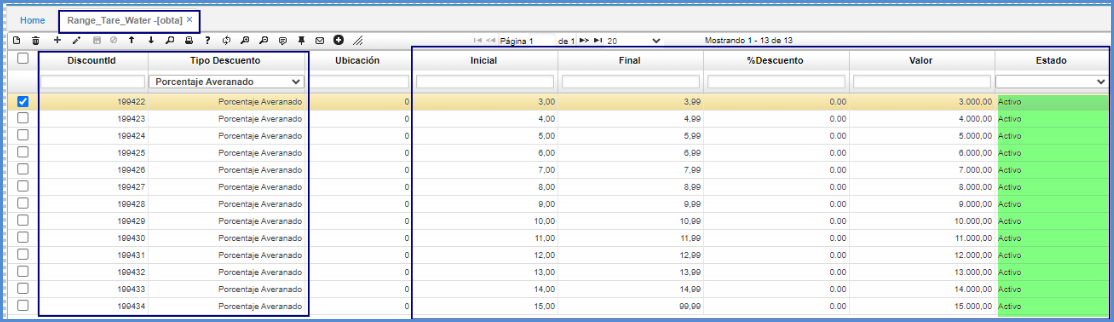 Home Range_Tare_Water -[obta] ×
Página 1 de 1 20 Mostrando 1 - 13 de 13
DiscountId Tipo Descuento Ubicación Inicial Final %Descuento Valor Estado
Porcentaje Averanado
199422 Porcentaje Averanado 0 3,00 3,99 0.00 3.000,00 Activo
199423 Porcentaje Averanado 0 4,00 4,99 0.00 4.000,00 Activo
199424 Porcentaje Averanado 0 5,00 5,99 0.00 5.000,00 Activo
199425 Porcentaje Averanado 0 6,00 6,99 0.00 6.000,00 Activo
199426 Porcentaje Averanado 0 7,00 7,99 0.00 7.000,00 Activo
199427 Porcentaje Averanado 0 8,00 8,99 0.00 8.000,00 Activo
199428 Porcentaje Averanado 0 9,00 9,99 0.00 9.000,00 Activo
199429 Porcentaje Averanado 0 10,00 10,99 0.00 10.000,00 Activo
199430 Porcentaje Averanado 0 11,00 11,99 0.00 11.000,00 Activo
199431 Porcentaje Averanado 0 12,00 12,99 0.00 12.000,00 Activo
199432 Porcentaje Averanado 0 13,00 13,99 0.00 13.000,00 Activo
199433 Porcentaje Averanado 0 14,00 14,99 0.00 14.000,00 Activo
199434 Porcentaje Averanado 0 15,00 99,99 0.00 15.000,00 Activo